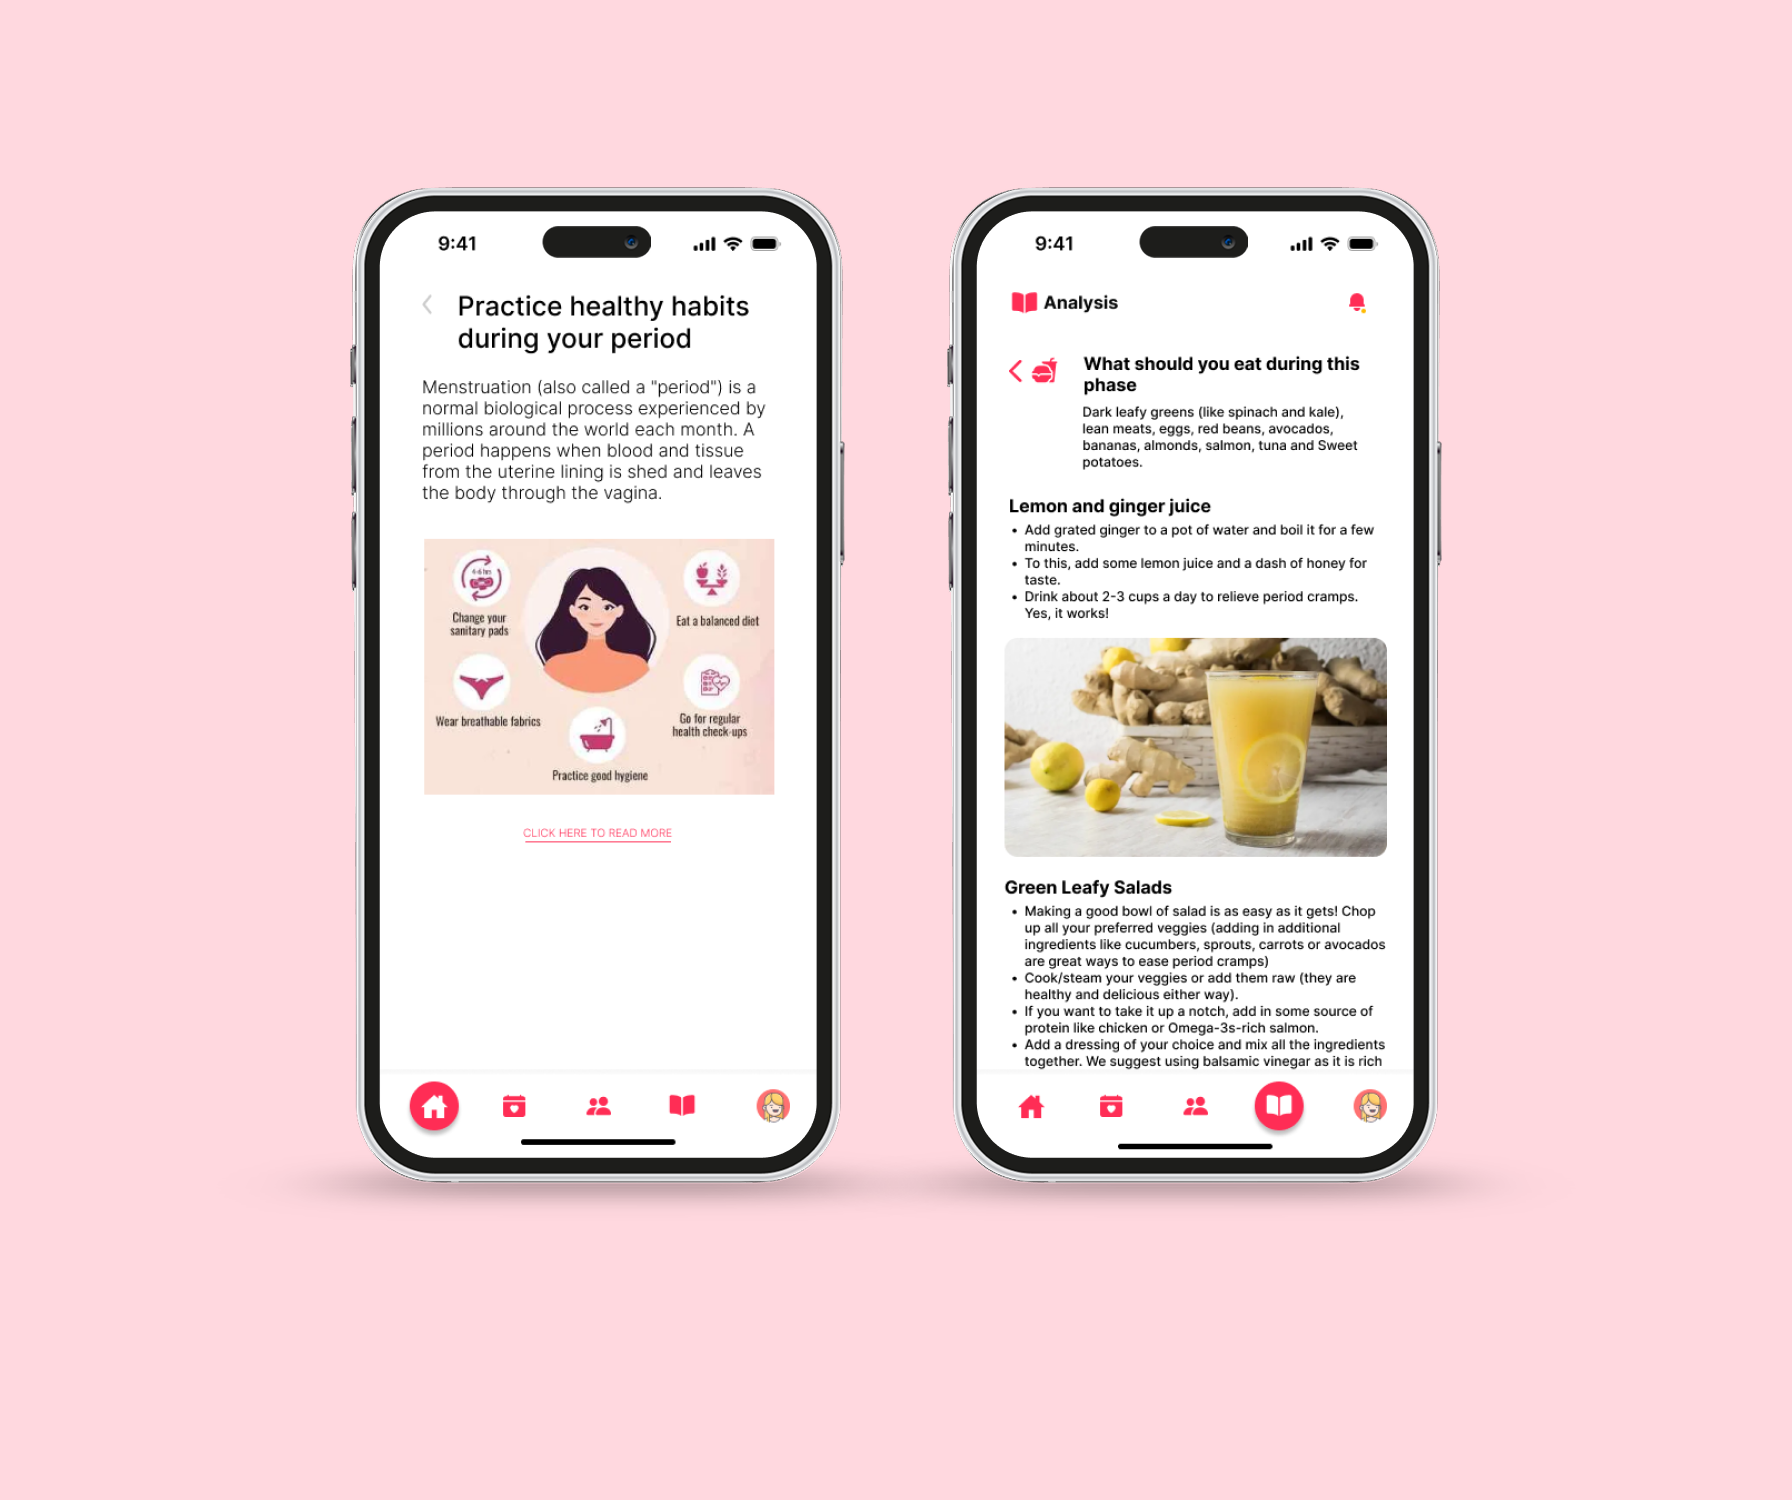 9:41
Practice healthy habits
during your period
Menstruation (also called a "period") is a
normal biological process experienced by
millions around the world each month. A
period happens when blood and tissue
from the uterine lining is shed and leaves
the body through the vagina.
4-6 hrs
Change your
sanitary pads
Eat a balanced diet
Wear breathable fabrics
Go for regular
health check-ups
Practice good hygiene
CLICK HERE TO READ MORE
9:41
Analysis
What should you eat during this
phase
Dark leafy greens (like spinach and kale),
lean meats, eggs, red beans, avocados,
bananas, almonds, salmon, tuna and Sweet
potatoes.
Lemon and ginger juice
• Add grated ginger to a pot of water and boil it for a few
minutes.
• To this, add some lemon juice and a dash of honey for
taste.
• Drink about 2-3 cups a day to relieve period cramps.
Yes, it works!
Green Leafy Salads
• Making a good bowl of salad is as easy as it gets! Chop
up all your preferred veggies (adding in additional
ingredients like cucumbers, sprouts, carrots or avocados
are great ways to ease period cramps)
• Cook/steam your veggies or add them raw (they are
healthy and delicious either way).
• If you want to take it up a notch, add in some source of
protein like chicken or Omega-3s-rich salmon.
• Add a dressing of your choice and mix all the ingredients
together. We suggest using balsamic vinegar as it is rich